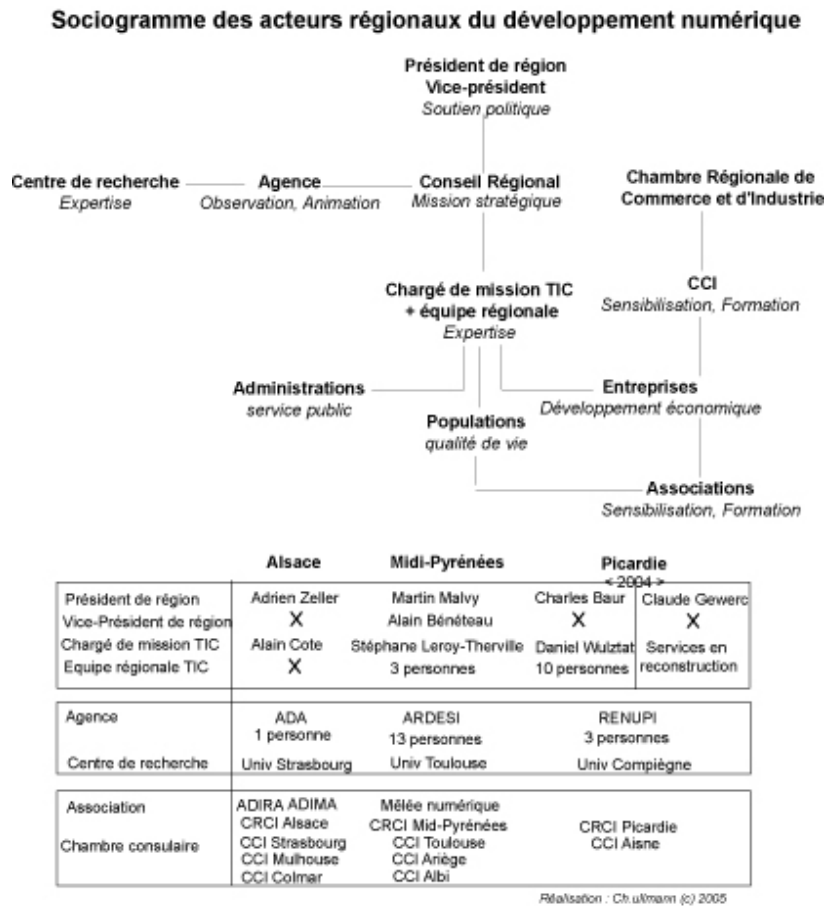 Sociogramme des acteurs régionaux du développement numérique
Président de région
Vice-président
Soutien politique
Centre de recherche
Expertise
Agence
Observation, Animation
Conseil Régional
Mission stratégique
Chambre Régionale de
Commerce et d'Industrie
Chargé de mission TIC
+ équipe régionale
Expertise
CCI
Sensibilisation, Formation
Administrations
service public
Populations
qualité de vie
Entreprises
Développement économique
Associations
Sensibilisation, Formation
Alsace Midi-Pyrénées Picardie
< 2004 >
Président de région Adrien Zeller Martin Malvy Charles Baur Claude Gewerc
Vice-Président de région X Alain Bénéteau X X
Chargé de mission TIC Alain Cote Stéphane Leroy-Therville Daniel Wulztat Services en
Equipe régionale TIC X 3 personnes 10 personnes reconstruction
Agence ADA ARDESI RENUPI
1 personne 13 personnes 3 personnes
Centre de recherche Univ Strasbourg Univ Toulouse Univ Compiègne
Association ADIRA ADIMA Mêlée numérique
CRCI Alsace CRCI Mid-Pyrénées CRCI Picardie
Chambre consulaire CCI Strasbourg CCI Toulouse CCI Aisne
CCI Mulhouse CCI Ariège
CCI Colmar CCI Albi
Réalisation : Ch.ullmann (c) 2005